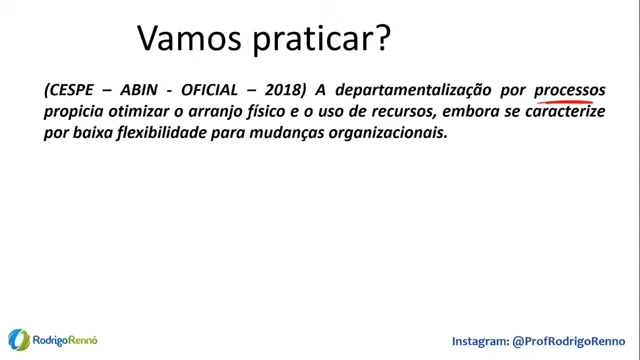 Vamos praticar?
(CESPE – ABIN - OFICIAL – 2018) A departamentalização por processos
propicia otimizar o arranjo físico e o uso de recursos, embora se caracterize
por baixa flexibilidade para mudanças organizacionais.
RodrigoRennó
Instagram: @ProfRodrigoRenno